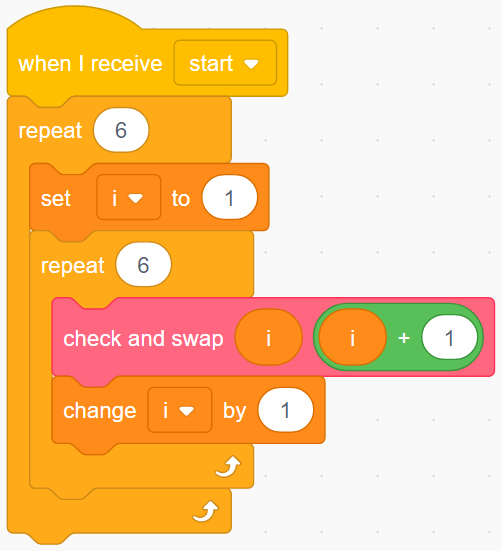 when I receive start
repeat 6
set i to 1
repeat 6
check and swap i i + 1
change i by 1